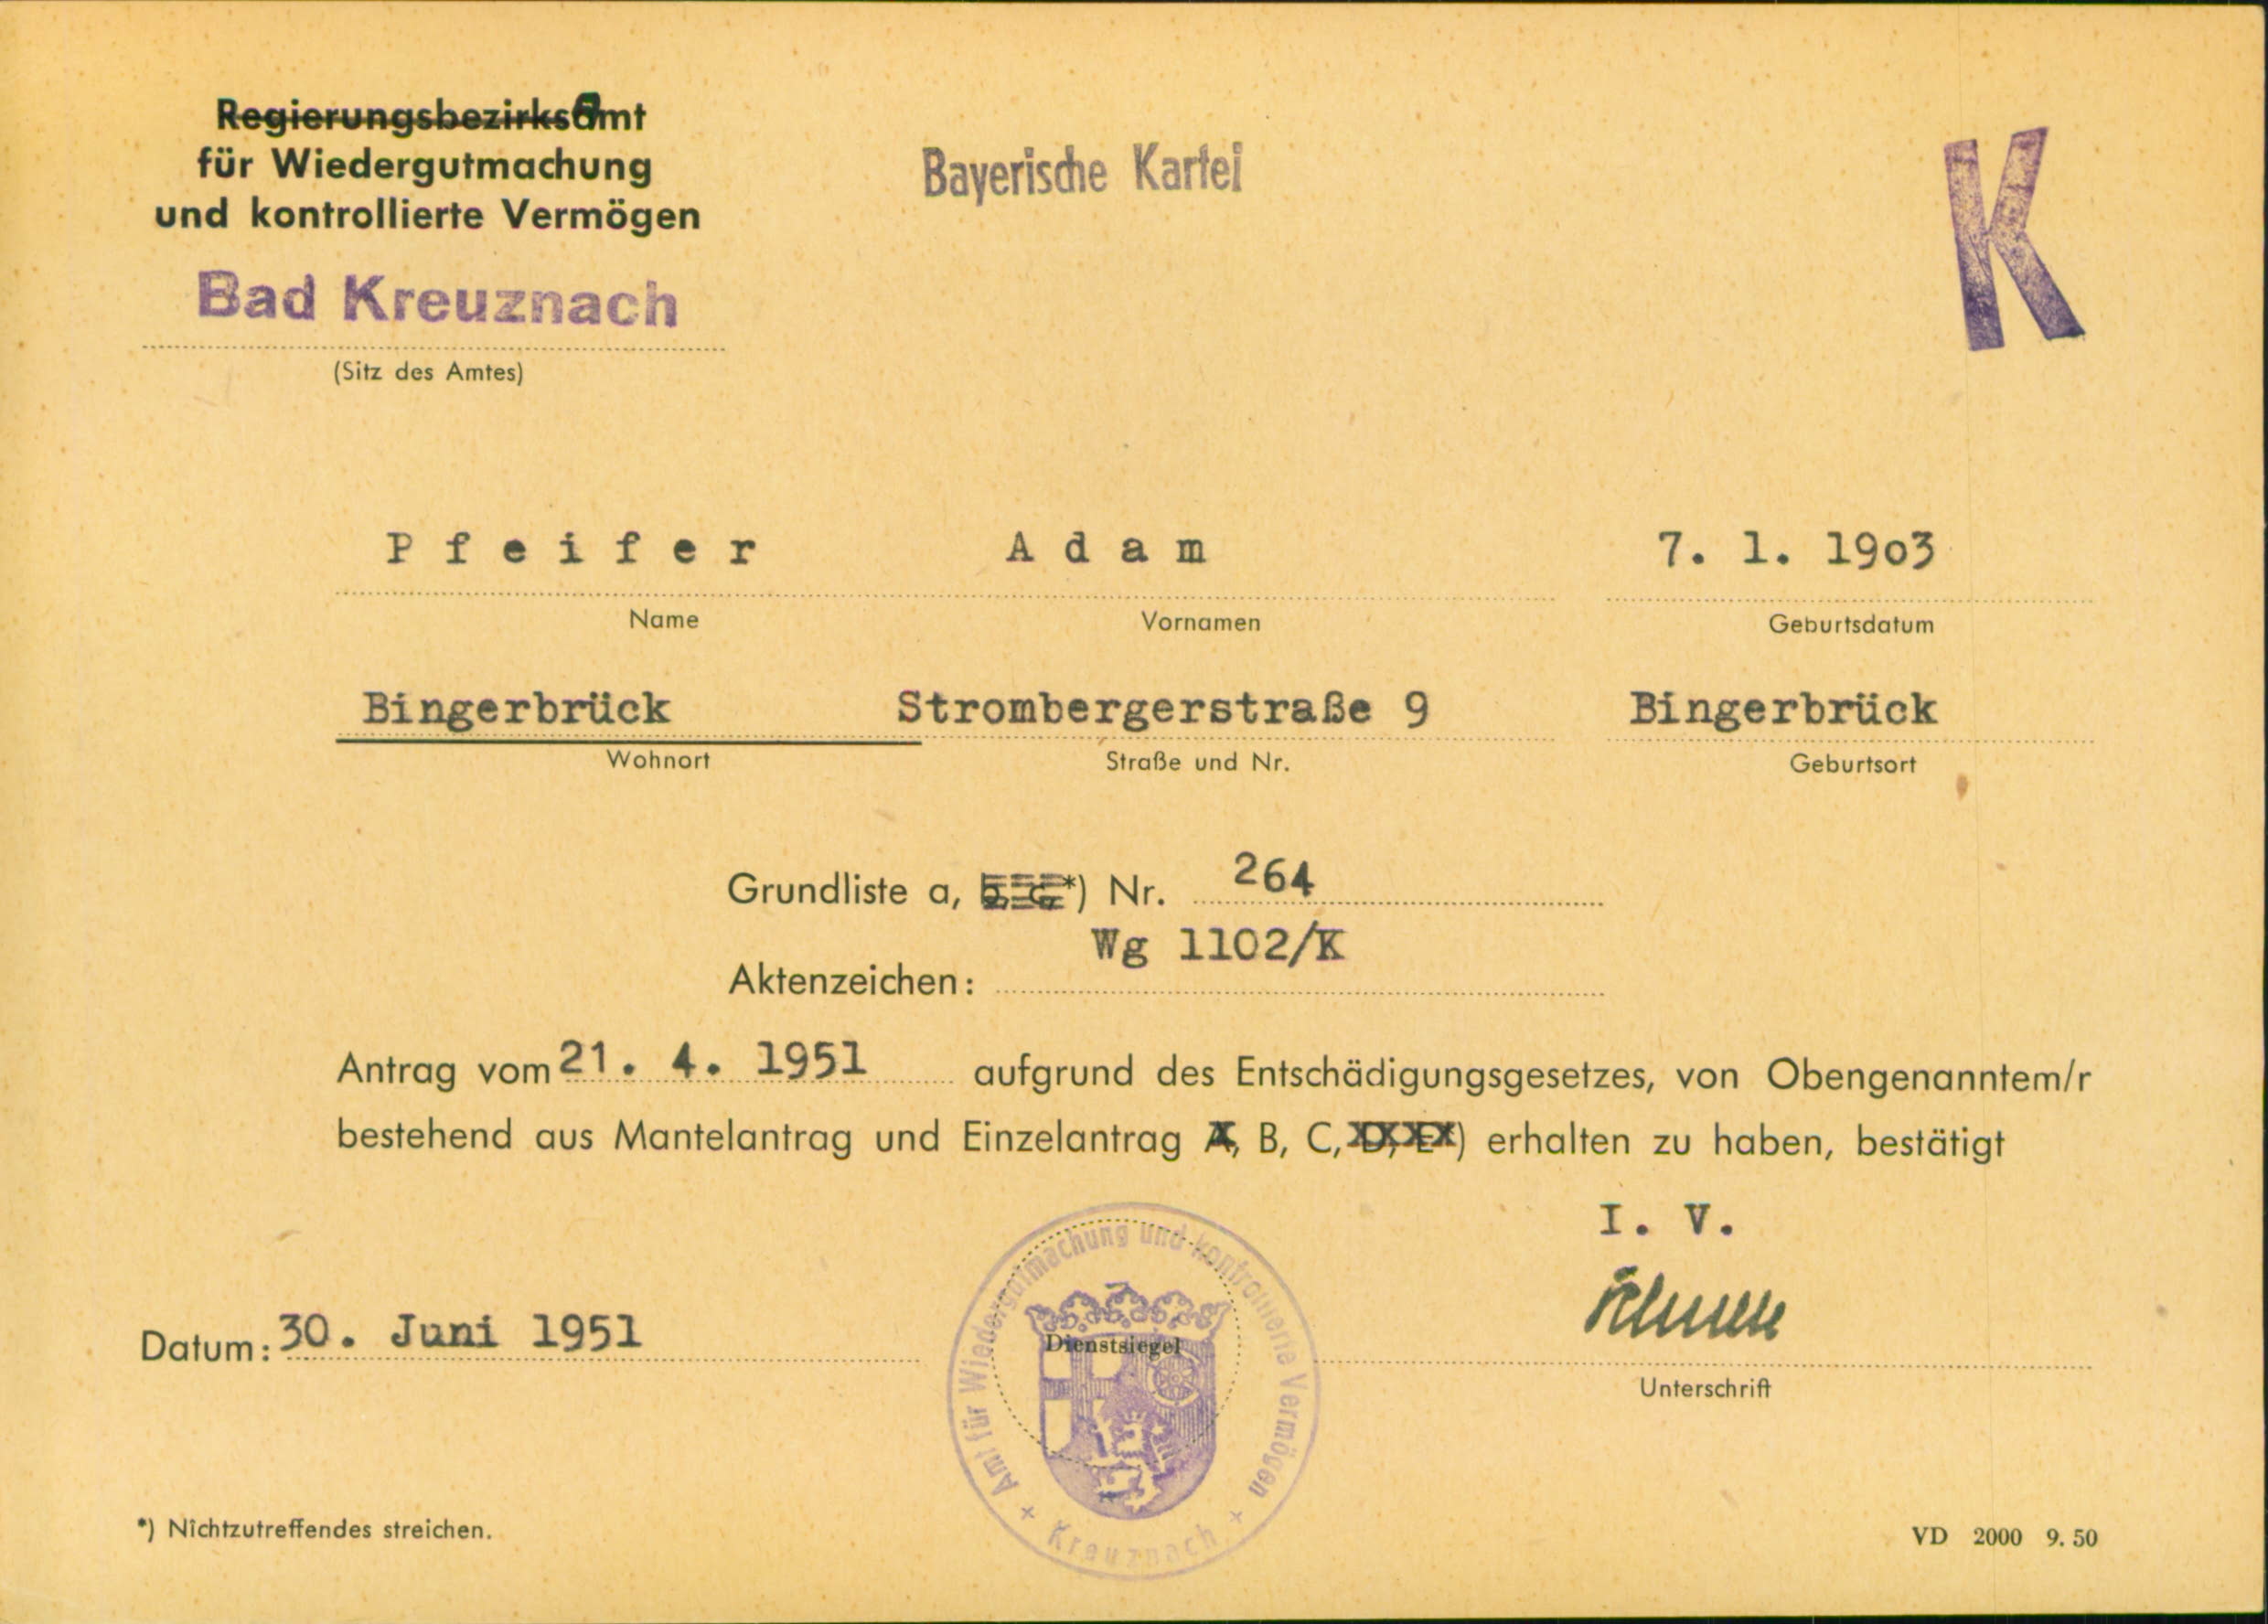 Regierungsbezirksamt
für Wiedergutmachung
und kontrollierte Vermögen
Bad Kreuznach
(Sitz des Amtes)
Bayerische Kartei
K
Pfeifer Adam 7. 1. 1903
Name Vornamen Geburtsdatum
Bingerbrück Strombergerstraße 9 Bingerbrück
Wohnort Straße und Nr. Geburtsort
Grundliste a, b, c, *) Nr. 264
Wg 1102/K
Aktenzeichen:
Antrag vom 21. 4. 1951 aufgrund des Entschädigungsgesetzes, von Obengenanntem/r
bestehend aus Mantelantrag und Einzelantrag A, B, C, D, E*) erhalten zu haben, bestätigt
I. V.
Datum: 30. Juni 1951
Dienstsiegel
Amt für Wiedergutmachung und kontrollierte Vermögen
Kreuznach
Unterschrift
*) Nichtzutreffendes streichen.
VD 2000 9. 50